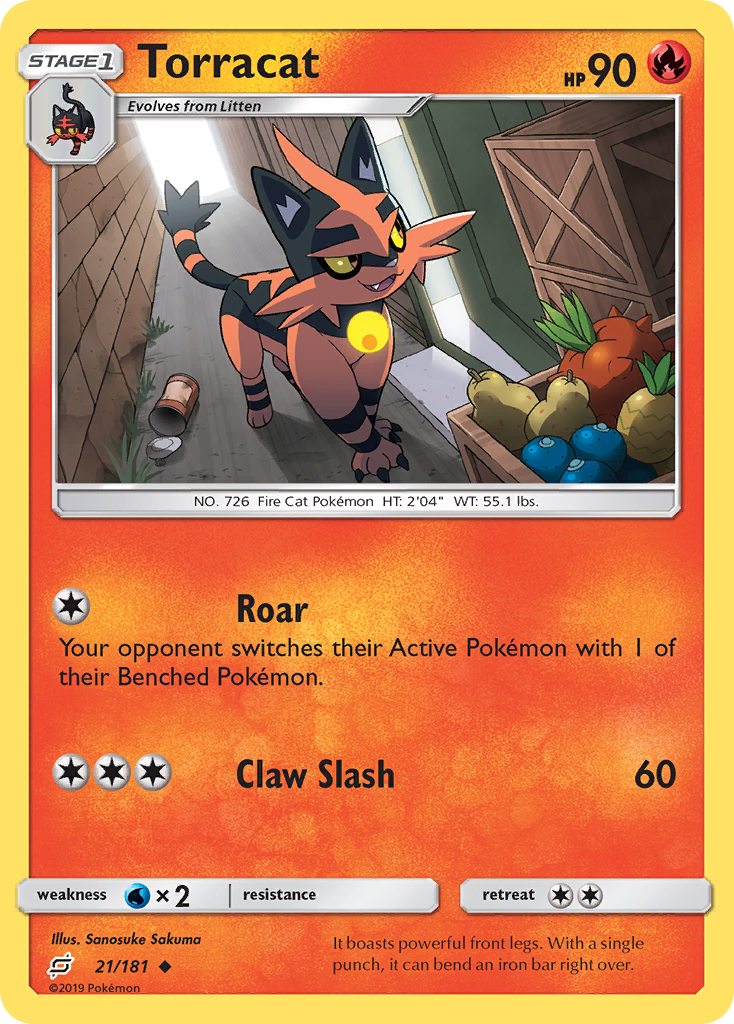 STAGE1
Torracat
HP90
Evolves from Litten
NO. 726 Fire Cat Pokémon HT: 2'04" WT: 55.1 lbs.
Roar
Your opponent switches their Active Pokémon with 1 of
their Benched Pokémon.
Claw Slash 60
weakness ×2 resistance retreat
Illus. Sanosuke Sakuma
21/181
©2019 Pokémon
It boasts powerful front legs. With a single
punch, it can bend an iron bar right over.